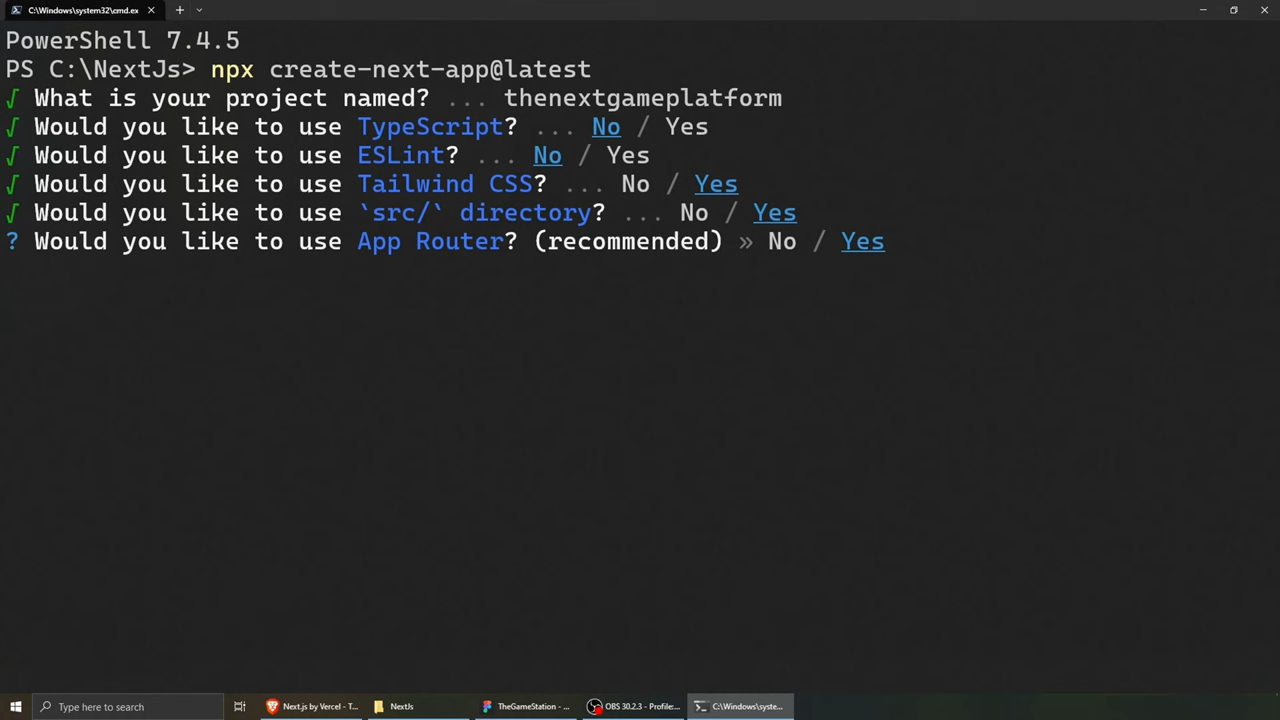 C:\Windows\system32\cmd.ex
PowerShell 7.4.5
PS C:\NextJs> npx create-next-app@latest
√ What is your project named? ... thenextgameplatform
√ Would you like to use TypeScript? ... No / Yes
√ Would you like to use ESLint? ... No / Yes
√ Would you like to use Tailwind CSS? ... No / Yes
√ Would you like to use `src/` directory? ... No / Yes
? Would you like to use App Router? (recommended) » No / Yes
Type here to search
Next.js by Vercel - T...
NextJs
TheGameStation - ...
OBS 30.2.3 - Profile:...
C:\Windows\syste...